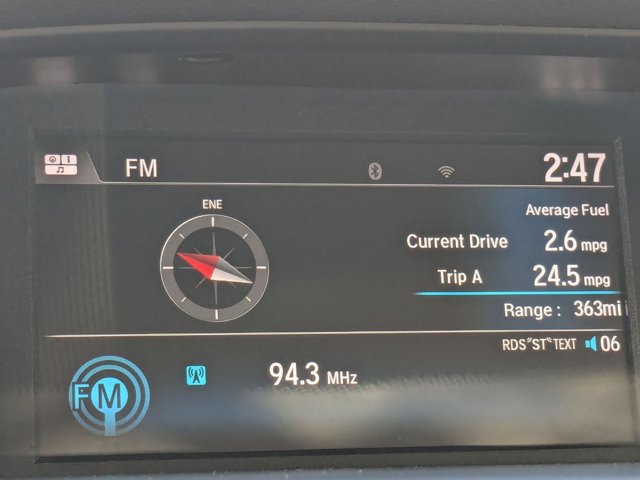 FM 2:47
ENE
Average Fuel
Current Drive 2.6 mpg
Trip A 24.5 mpg
Range : 363mi
RDS "ST" TEXT 06
94.3 MHz
FM